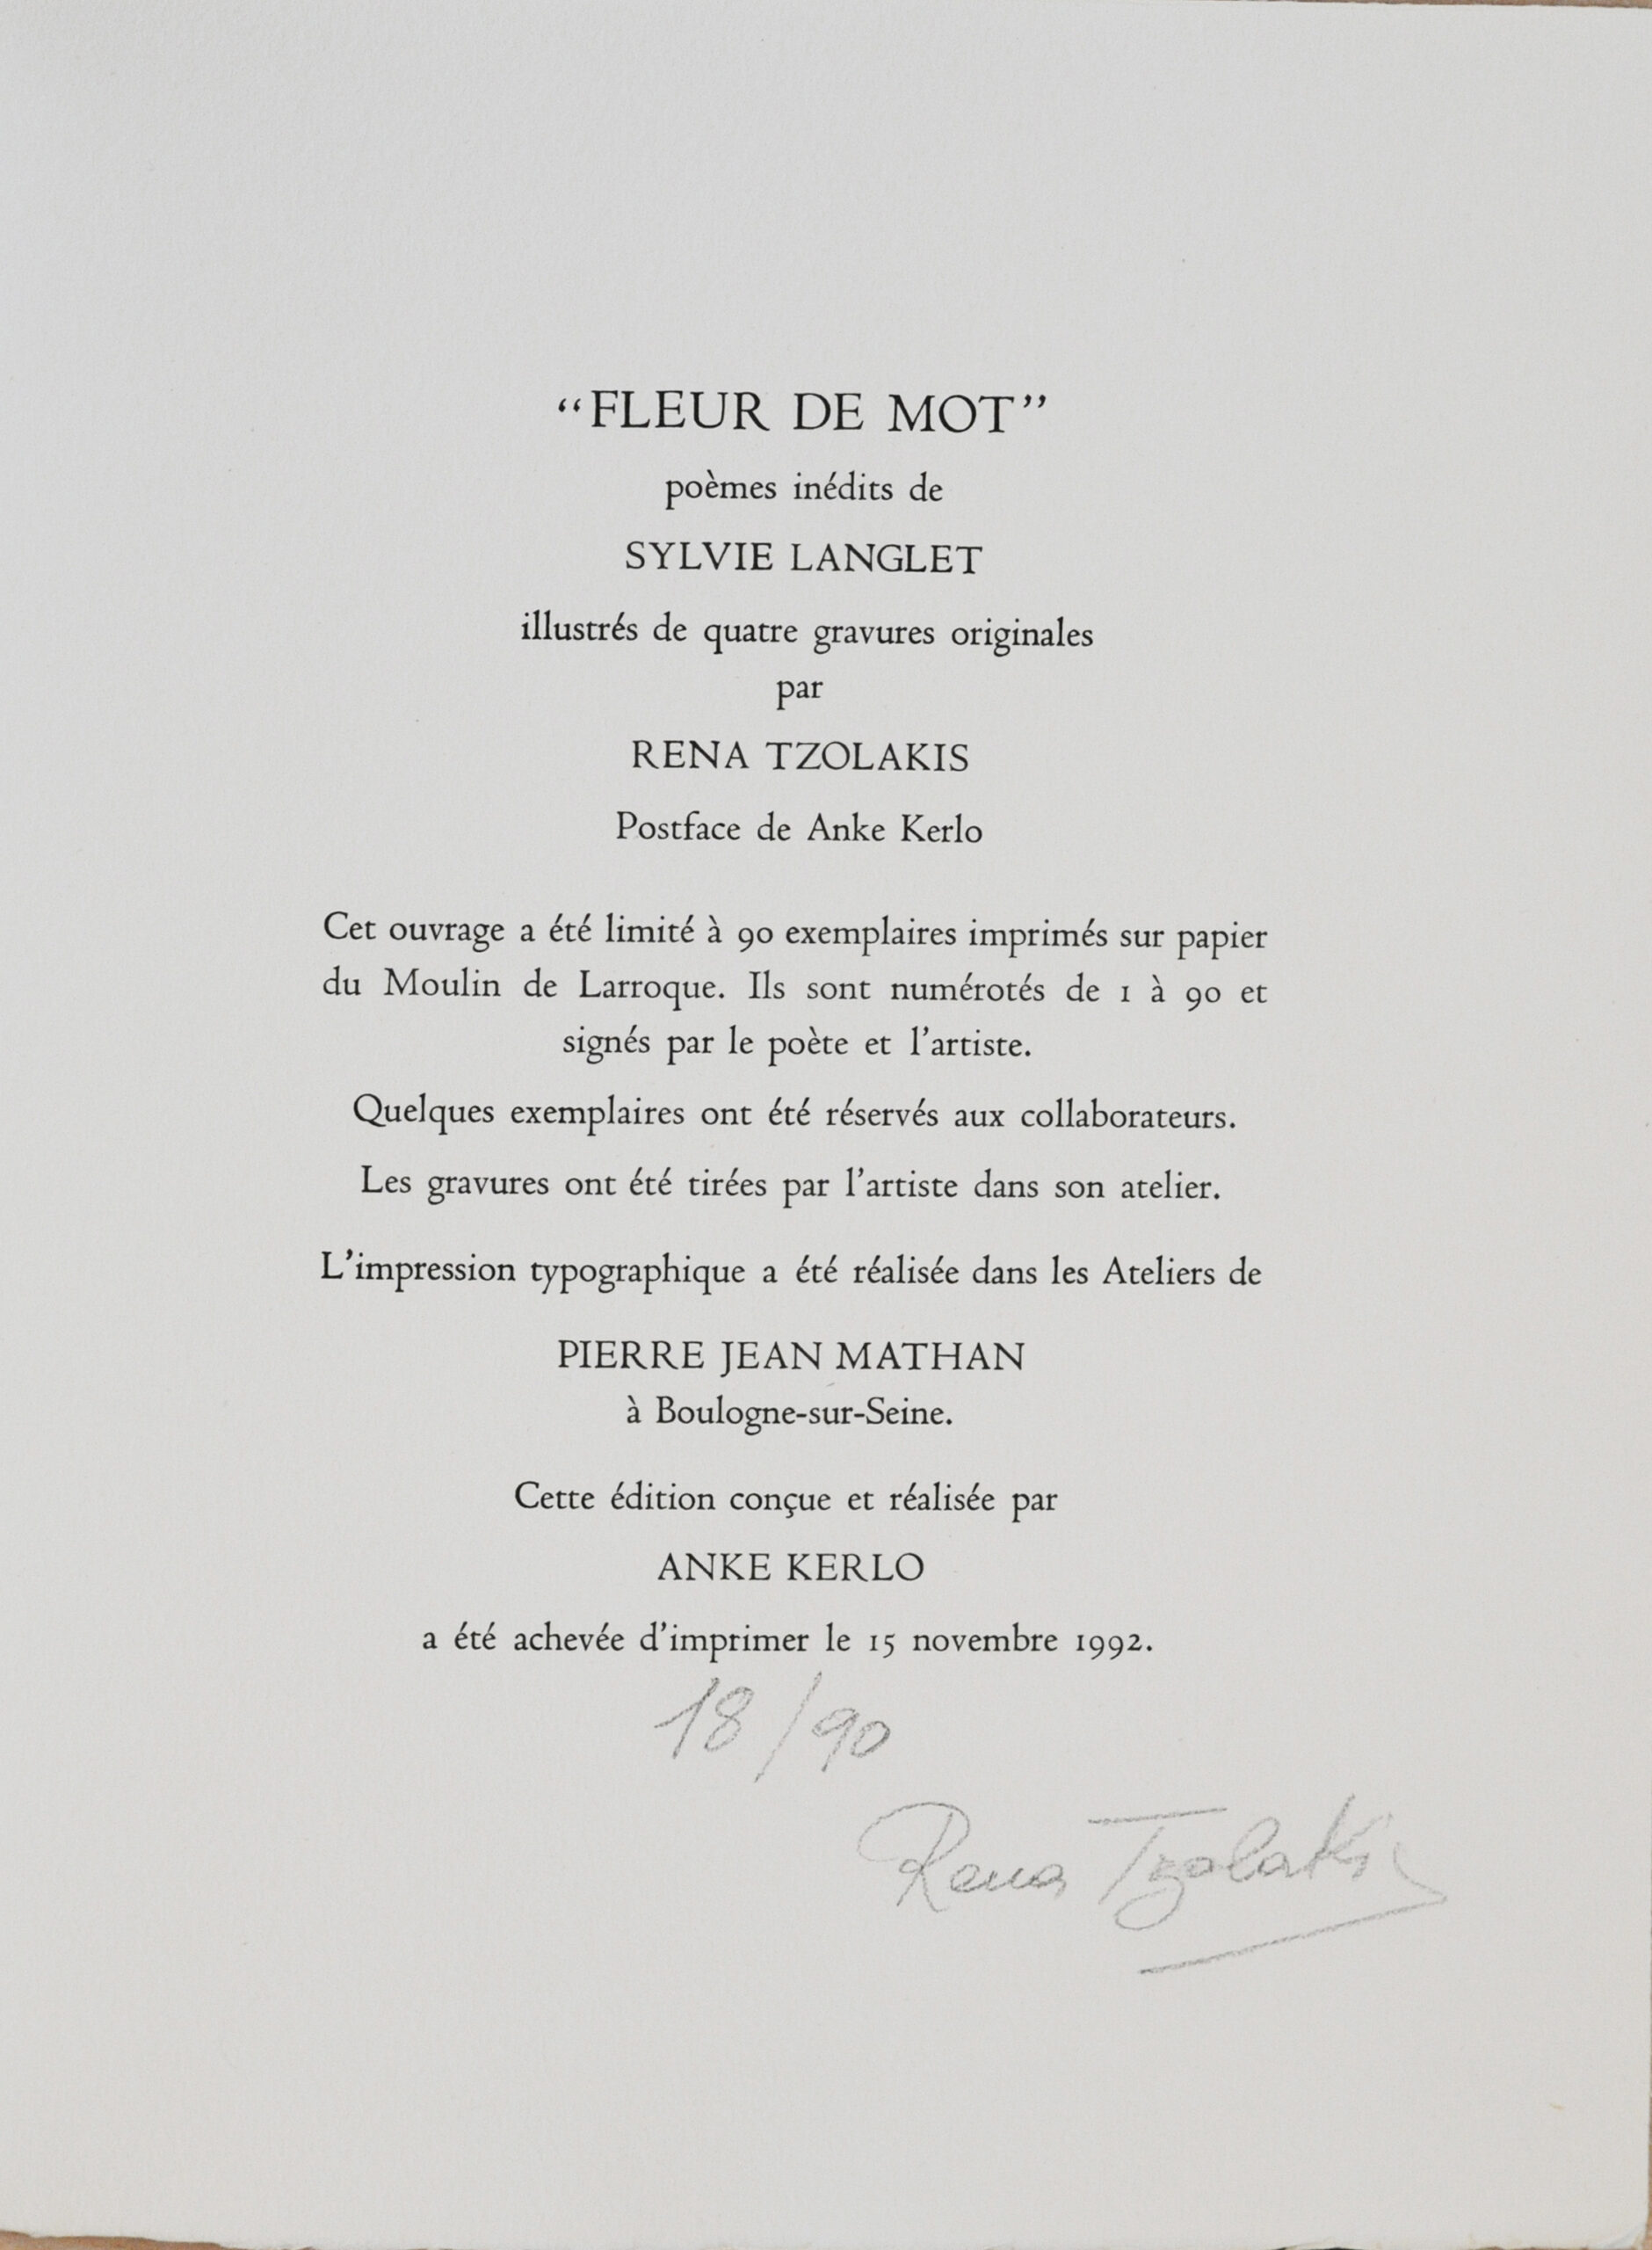 “FLEUR DE MOT”
poèmes inédits de
SYLVIE LANGLET
illustrés de quatre gravures originales
par
RENA TZOLAKIS
Postface de Anke Kerlo
Cet ouvrage a été limité à 90 exemplaires imprimés sur papier
du Moulin de Larroque. Ils sont numérotés de 1 à 90 et
signés par le poète et l’artiste.
Quelques exemplaires ont été réservés aux collaborateurs.
Les gravures ont été tirées par l’artiste dans son atelier.
L’impression typographique a été réalisée dans les Ateliers de
PIERRE JEAN MATHAN
à Boulogne-sur-Seine.
Cette édition conçue et réalisée par
ANKE KERLO
a été achevée d’imprimer le 15 novembre 1992.
18/90
Rena Tzolakis